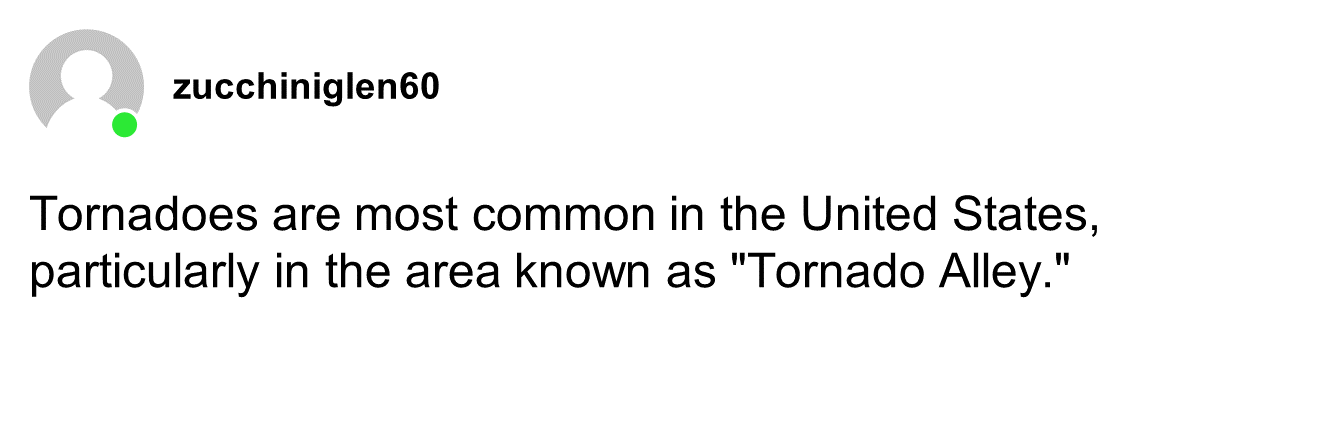 zucchiniglen60
Tornadoes are most common in the United States,
particularly in the area known as "Tornado Alley."